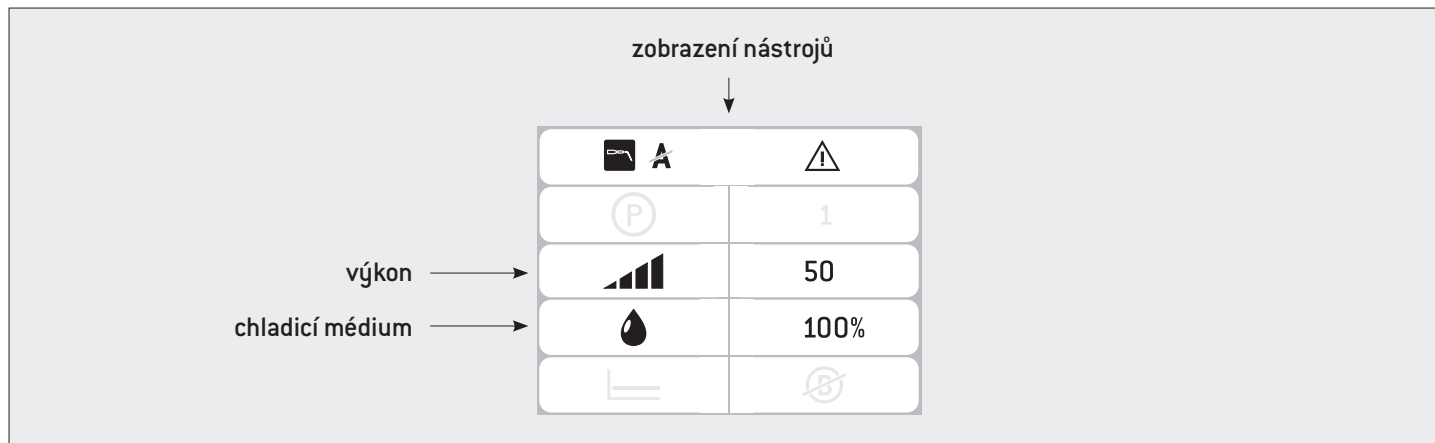 zobrazení nástrojů
A
P 1
výkon 50
chladicí médium 100%
B